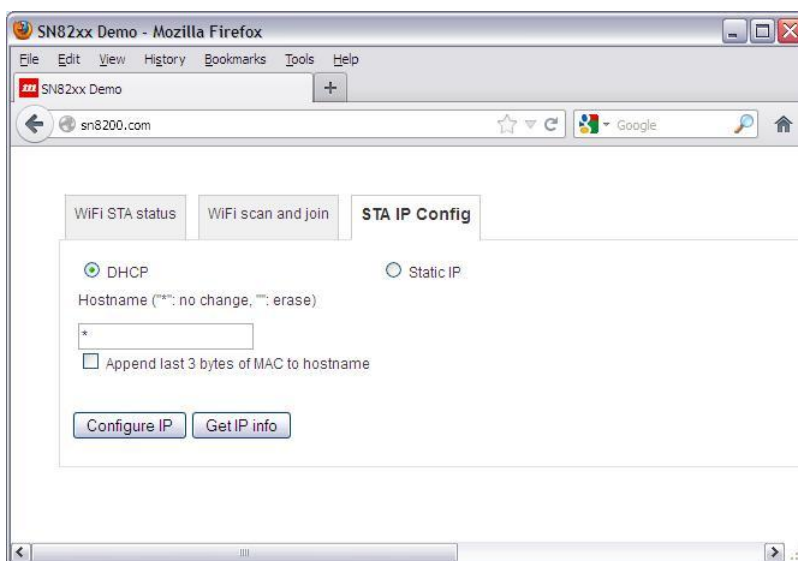 SN82xx Demo - Mozilla Firefox
File Edit View History Bookmarks Tools Help
SN82xx Demo
sn8200.com
Google
WiFi STA status
WiFi scan and join
STA IP Config
DHCP
Static IP
Hostname ("*": no change, "": erase)
*
Append last 3 bytes of MAC to hostname
Configure IP
Get IP info